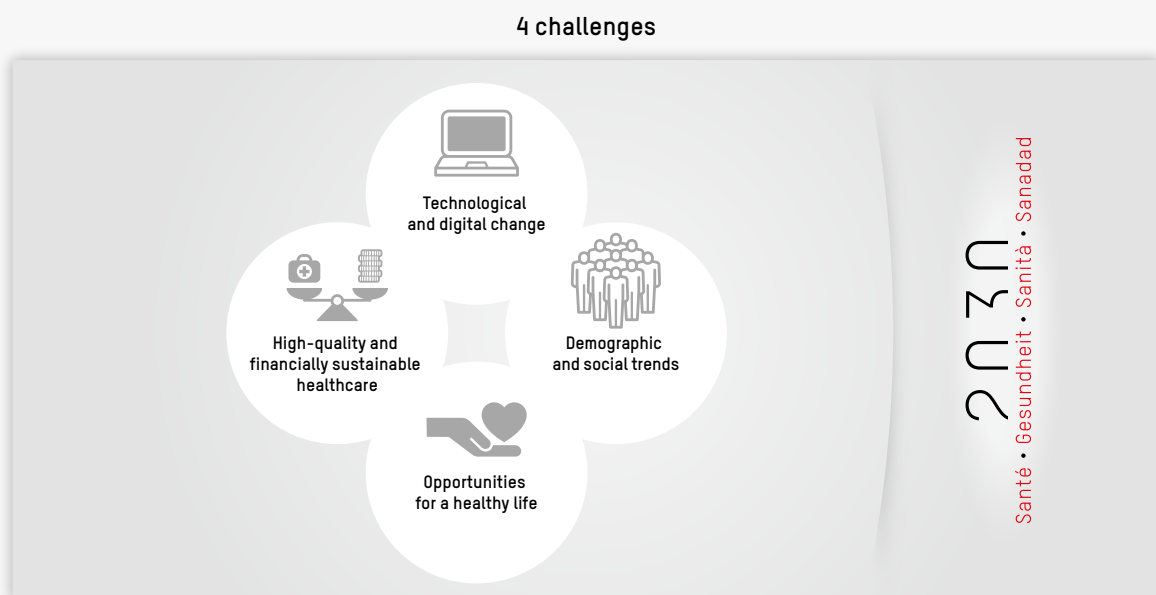 4 challenges
Technological
and digital change
High-quality and
financially sustainable
healthcare
Demographic
and social trends
Opportunities
for a healthy life
2030
Santé • Gesundheit • Sanità • Sanadad